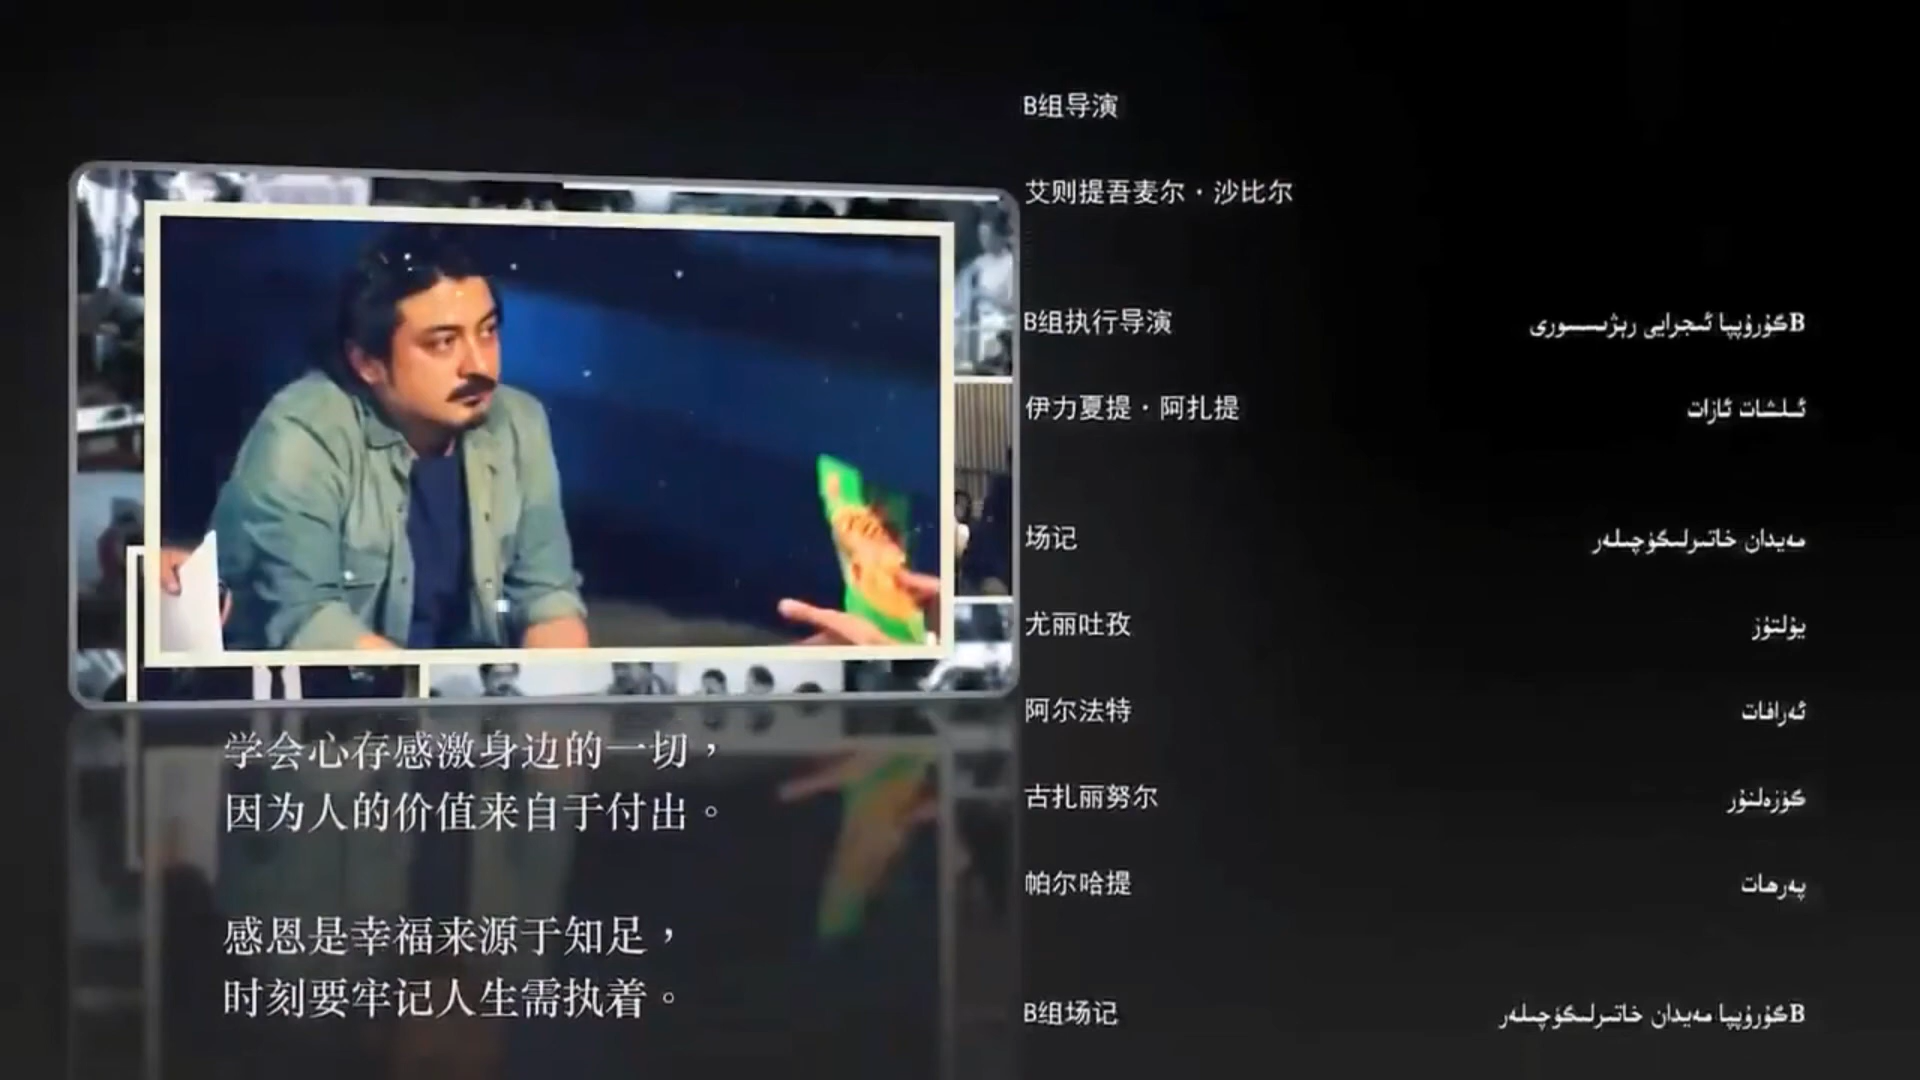 B组导演
艾则提吾麦尔·沙比尔
B组执行导演
Bگۇرۇپپا ئىجرايى رېژىسسورى
伊力夏提·阿扎提
ئىلشات ئازات
场记
مەيدان خاتىرلىگۈچىلەر
尤丽吐孜
يۇلتۇز
阿尔法特
ئەرافات
古扎丽努尔
گۈزەلنۇر
帕尔哈提
پەرھات
B组场记
Bگۇرۇپپا مەيدان خاتىرلىگۈچىلەر
学会心存感激身边的一切，
因为人的价值来自于付出。
感恩是幸福来源于知足，
时刻要牢记人生需执着。